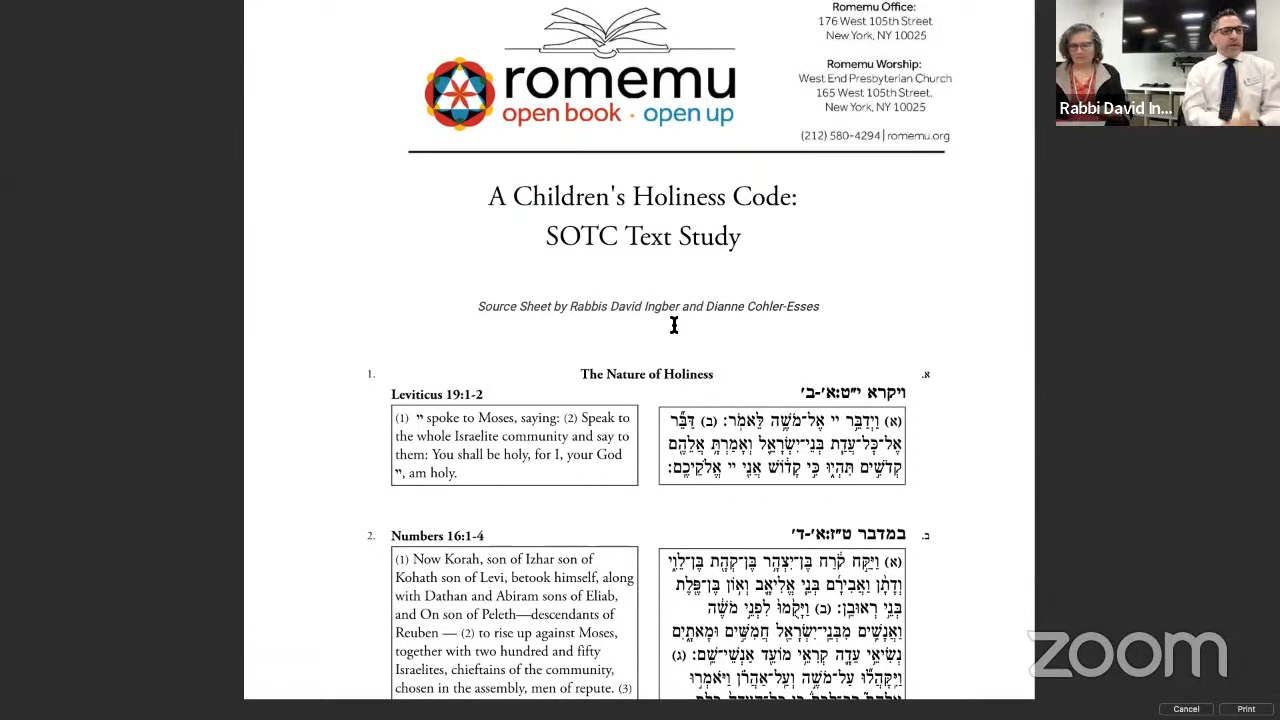 Romemu Office:
176 West 105th Street
New York, NY 10025
Romemu Worship:
West End Presbyterian Church
165 West 105th Street,
New York, NY 10025
(212) 580-4294 | romemu.org
romemu
open book · open up
Rabbi David In...
A Children's Holiness Code:
SOTC Text Study
Source Sheet by Rabbis David Ingber and Dianne Cohler-Esses
1.
The Nature of Holiness
א.
Leviticus 19:1-2
ויקרא י״ט:א׳-ב׳
(1) יי spoke to Moses, saying: (2) Speak to
the whole Israelite community and say to
them: You shall be holy, for I, your God
יי, am holy.
(א) וַיְדַבֵּ֥ר יי אֶל־מֹשֶׁ֥ה לֵּאמֹֽר׃ (ב) דַּבֵּ֞ר
אֶל־כׇּל־עֲדַ֧ת בְּנֵי־יִשְׂרָאֵ֛ל וְאָמַרְתָּ֥ אֲלֵהֶ֖ם
קְדֹשִׁ֣ים תִּהְי֑וּ כִּ֣י קָד֔וֹשׁ אֲנִ֖י יי אֱלֹקֵיכֶֽם׃
2.
Numbers 16:1-4
במדבר ט״ז:א׳-ד׳
ב.
(1) Now Korah, son of Izhar son of
Kohath son of Levi, betook himself, along
with Dathan and Abiram sons of Eliab,
and On son of Peleth—descendants of
Reuben — (2) to rise up against Moses,
together with two hundred and fifty
Israelites, chieftains of the community,
chosen in the assembly, men of repute. (3)
(א) וַיִּקַּ֣ח קֹ֔רַח בֶּן־יִצְהָ֥ר בֶּן־קְהָ֖ת בֶּן־לֵוִ֑י
וְדָתָ֨ן וַאֲבִירָ֜ם בְּנֵ֧י אֱלִיאָ֛ב וְא֥וֹן בֶּן־פֶּ֖לֶת
בְּנֵ֥י רְאוּבֵֽן׃ (ב) וַיָּקֻ֙מוּ֙ לִפְנֵ֣י מֹשֶׁ֔ה
וַאֲנָשִׁ֥ים מִבְּנֵֽי־יִשְׂרָאֵ֖ל חֲמִשִּׁ֣ים וּמָאתָ֑יִם
נְשִׂיאֵ֥י עֵדָ֛ה קְרִאֵ֥י מוֹעֵ֖ד אַנְשֵׁי־שֵֽׁם׃ (ג)
וַיִּֽקָּהֲל֞וּ עַל־מֹשֶׁ֣ה וְעַֽל־אַהֲרֹ֗ן וַיֹּאמְר֣וּ
zoom
Cancel
Print